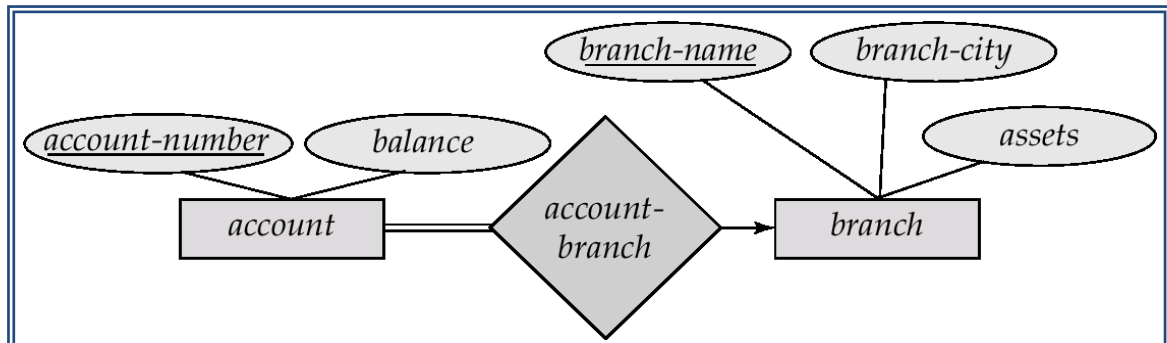 branch-name
branch-city
account-number
balance
assets
account
account-
branch
branch